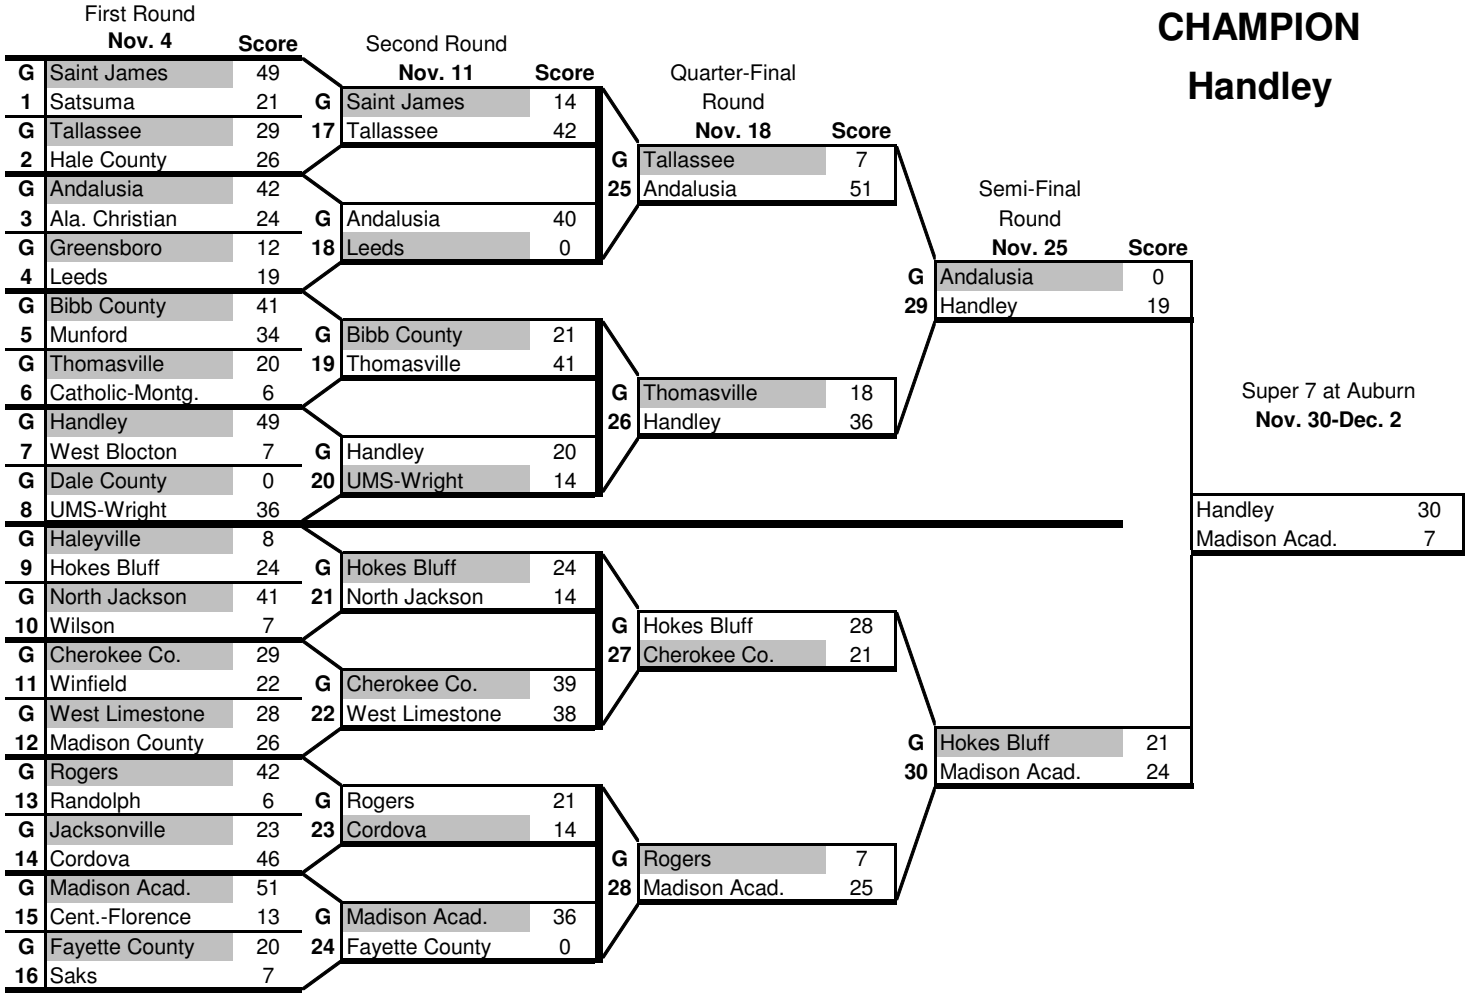 First Round
Nov. 4 Score
G Saint James 49
1 Satsuma 21
G Tallassee 29
2 Hale County 26
G Andalusia 42
3 Ala. Christian 24
G Greensboro 12
4 Leeds 19
G Bibb County 41
5 Munford 34
G Thomasville 20
6 Catholic-Montg. 6
G Handley 49
7 West Blocton 7
G Dale County 0
8 UMS-Wright 36
G Haleyville 8
9 Hokes Bluff 24
G North Jackson 41
10 Wilson 7
G Cherokee Co. 29
11 Winfield 22
G West Limestone 28
12 Madison County 26
G Rogers 42
13 Randolph 6
G Jacksonville 23
14 Cordova 46
G Madison Acad. 51
15 Cent.-Florence 13
G Fayette County 20
16 Saks 7
Second Round
Nov. 11 Score
G Saint James 14
17 Tallassee 42
G Andalusia 40
18 Leeds 0
G Bibb County 21
19 Thomasville 41
G Handley 20
20 UMS-Wright 14
G Hokes Bluff 24
21 North Jackson 14
G Cherokee Co. 39
22 West Limestone 38
G Rogers 21
23 Cordova 14
G Madison Acad. 36
24 Fayette County 0
Quarter-Final
Round
Nov. 18 Score
G Tallassee 7
25 Andalusia 51
G Thomasville 18
26 Handley 36
G Hokes Bluff 28
27 Cherokee Co. 21
G Rogers 7
28 Madison Acad. 25
Semi-Final
Round
Nov. 25 Score
G Andalusia 0
29 Handley 19
G Hokes Bluff 21
30 Madison Acad. 24
CHAMPION
Handley
Super 7 at Auburn
Nov. 30-Dec. 2
Handley 30
Madison Acad. 7